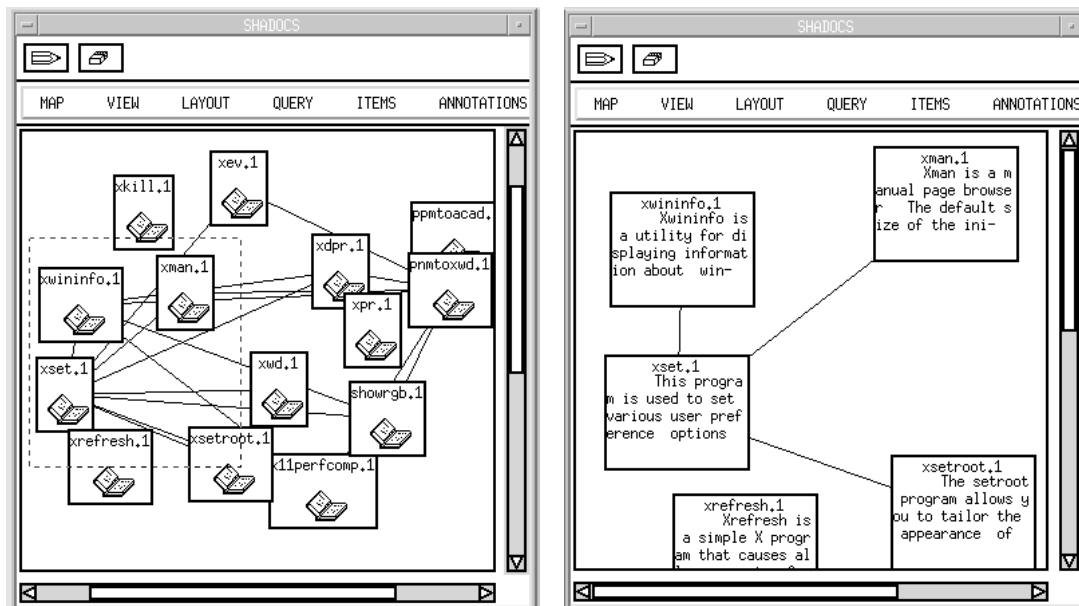 SHADOCS
MAP VIEW LAYOUT QUERY ITEMS ANNOTATIONS
xev.1
xkill.1
ppmtoacad.
xdpr.1
pnmtoxwd.1
xman.1
xwininfo.1
xpr.1
xset.1
xwd.1
showrgb.1
xrefresh.1
xsetroot.1
x11perfcomp.1
SHADOCS
MAP VIEW LAYOUT QUERY ITEMS ANNOTATIONS
xman.1
Xman is a m
anual page browse
r The default s
ize of the ini-
xwininfo.1
Xwininfo is
a utility for di
splaying informat
ion about win-
xset.1
This progra
m is used to set
various user pref
erence options
xsetroot.1
The setroot
program allows y
ou to tailor the
appearance of
xrefresh.1
Xrefresh is
a simple X progr
am that causes al